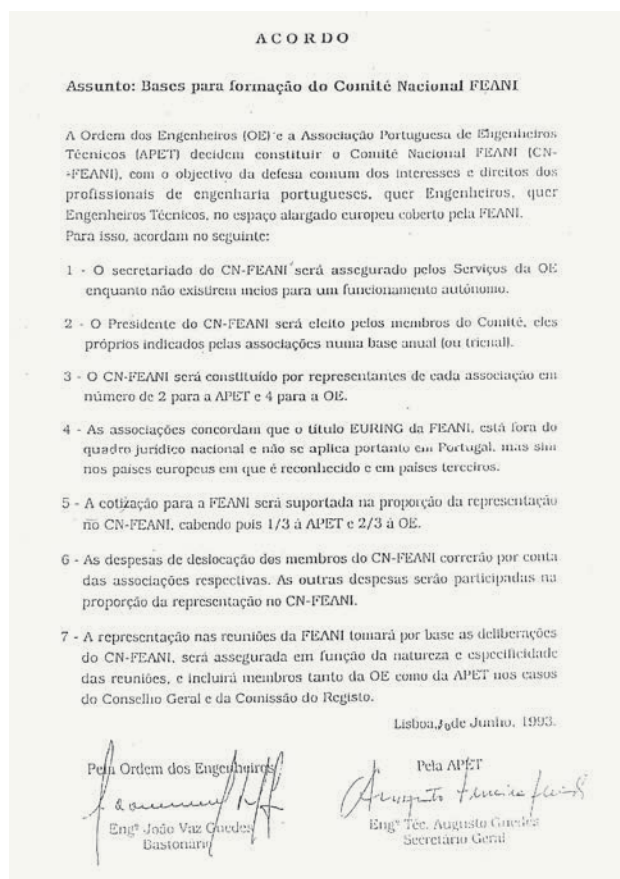 ACORDO
Assunto: Bases para formação do Comité Nacional FEANI
A Ordem dos Engenheiros (OE) e a Associação Portuguesa de Engenheiros
Técnicos (APET) decidem constituir o Comité Nacional FEANI (CN-
-FEANI), com o objectivo da defesa comum dos interesses e direitos dos
profissionais de engenharia portugueses, quer Engenheiros, quer
Engenheiros Técnicos, no espaço alargado europeu coberto pela FEANI.
Para isso, acordam no seguinte:
1 - O secretariado do CN-FEANI será assegurado pelos Serviços da OE
enquanto não existirem meios para um funcionamento autónomo.
2 - O Presidente do CN-FEANI será eleito pelos membros do Comité, eles
próprios indicados pelas associações numa base anual (ou trienal).
3 - O CN-FEANI será constituído por representantes de cada associação em
número de 2 para a APET e 4 para a OE.
4 - As associações concordam que o título EURING da FEANI, está fora do
quadro jurídico nacional e não se aplica portanto em Portugal, mas sim
nos países europeus em que é reconhecido e em países terceiros.
5 - A cotização para a FEANI será suportada na proporção da representação
no CN-FEANI, cabendo pois 1/3 à APET e 2/3 à OE.
6 - As despesas de deslocação dos membros do CN-FEANI correrão por conta
das associações respectivas. As outras despesas serão participadas na
proporção da representação no CN-FEANI.
7 - A representação nas reuniões da FEANI tomará por base as deliberações
do CN-FEANI, será assegurada em função da natureza e especificidade
das reuniões, e incluirá membros tanto da OE como da APET nos casos
do Conselho Geral e da Comissão do Registo.
Lisboa, de Junho, 1993.
Pela Ordem dos Engenheiros
Engº João Vaz Guedes
Bastonário
Pela APET
Augusto Ferreira
Engº Téc. Augusto Guedes
Secretário Geral